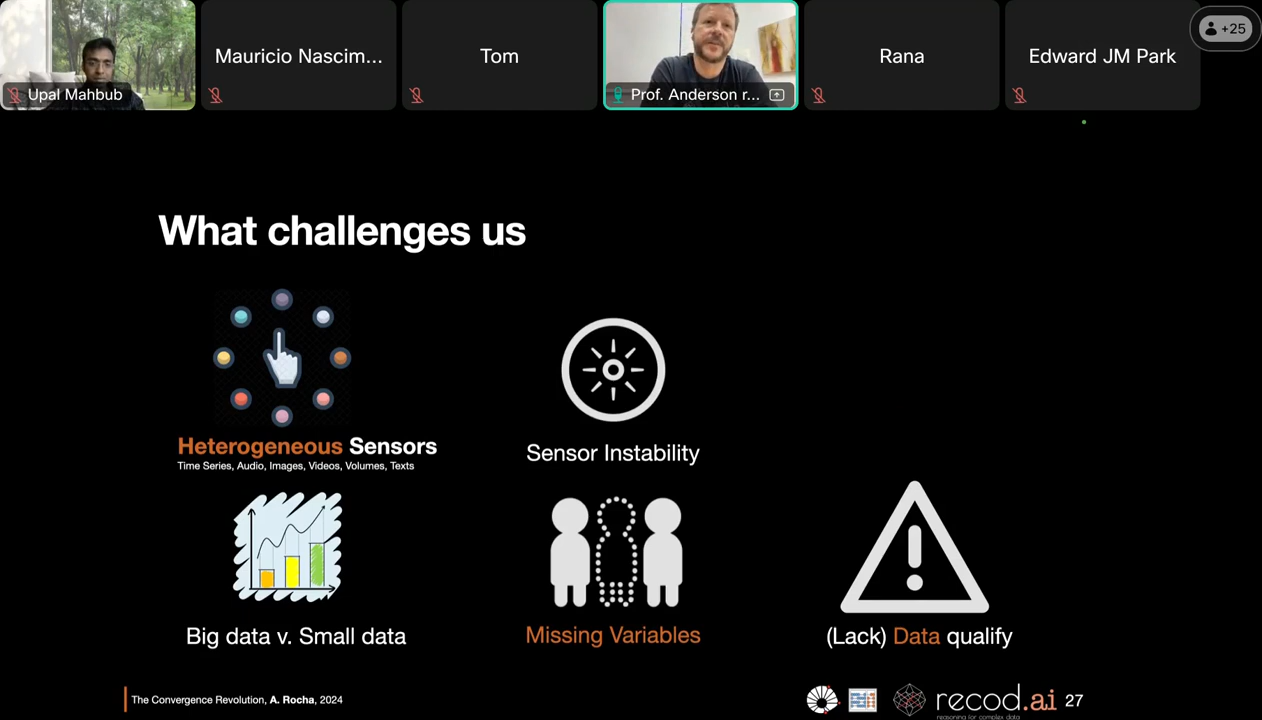 Upal Mahbub
Mauricio Nascim...
Tom
Prof. Anderson r...
Rana
Edward JM Park
+25
What challenges us
Heterogeneous Sensors
Time Series, Audio, Images, Videos, Volumes, Texts
Sensor Instability
Big data v. Small data
Missing Variables
(Lack) Data qualify
The Convergence Revolution, A. Rocha, 2024
recod.ai
reasoning for complex data
27